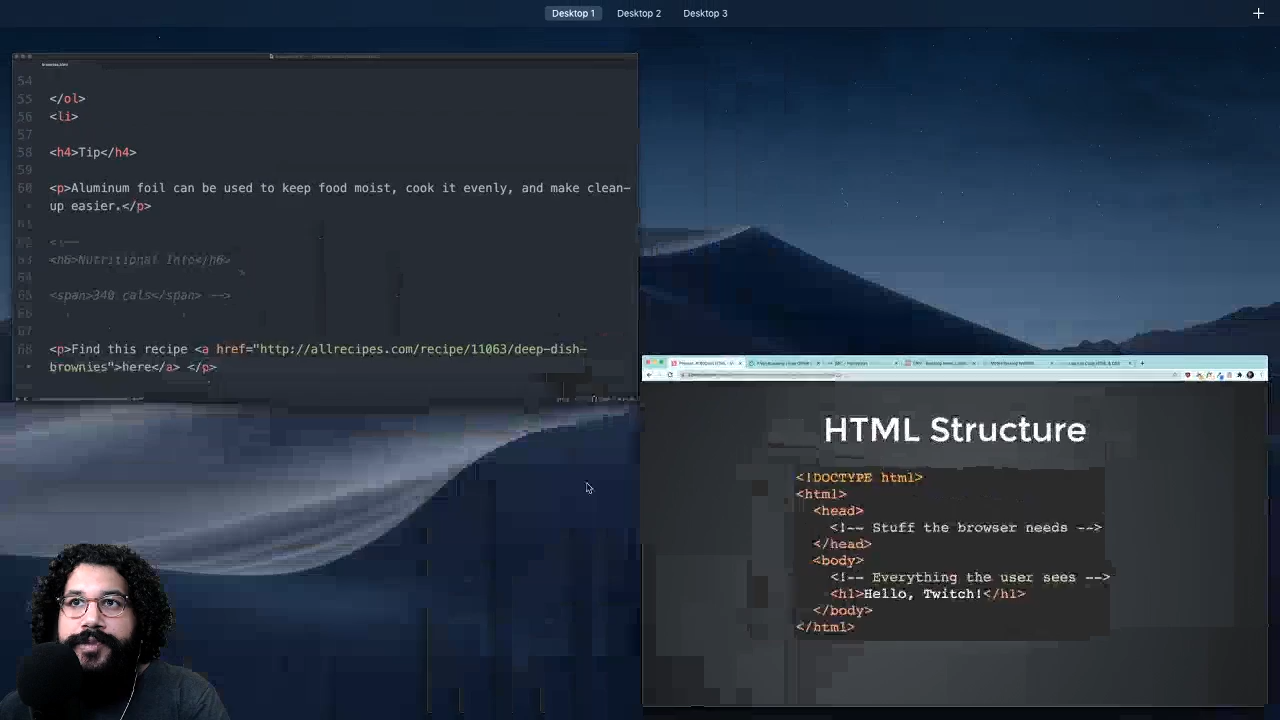 Desktop 1 Desktop 2 Desktop 3
54
55 </ol>
56 <li>
57
58 <h4>Tip</h4>
59
60 <p>Aluminum foil can be used to keep food moist, cook it evenly, and make clean-
up easier.</p>
61
62 <!--
63 <h6>Nutritional Info</h6>
64
65 <span>340 cals</span> -->
66
67
68 <p>Find this recipe <a href="http://allrecipes.com/recipe/11063/deep-dish-
brownies">here</a> </p>
HTML Structure
<!DOCTYPE html>
<html>
<head>
<!-- Stuff the browser needs -->
</head>
<body>
<!-- Everything the user sees -->
<h1>Hello, Twitch!</h1>
</body>
</html>